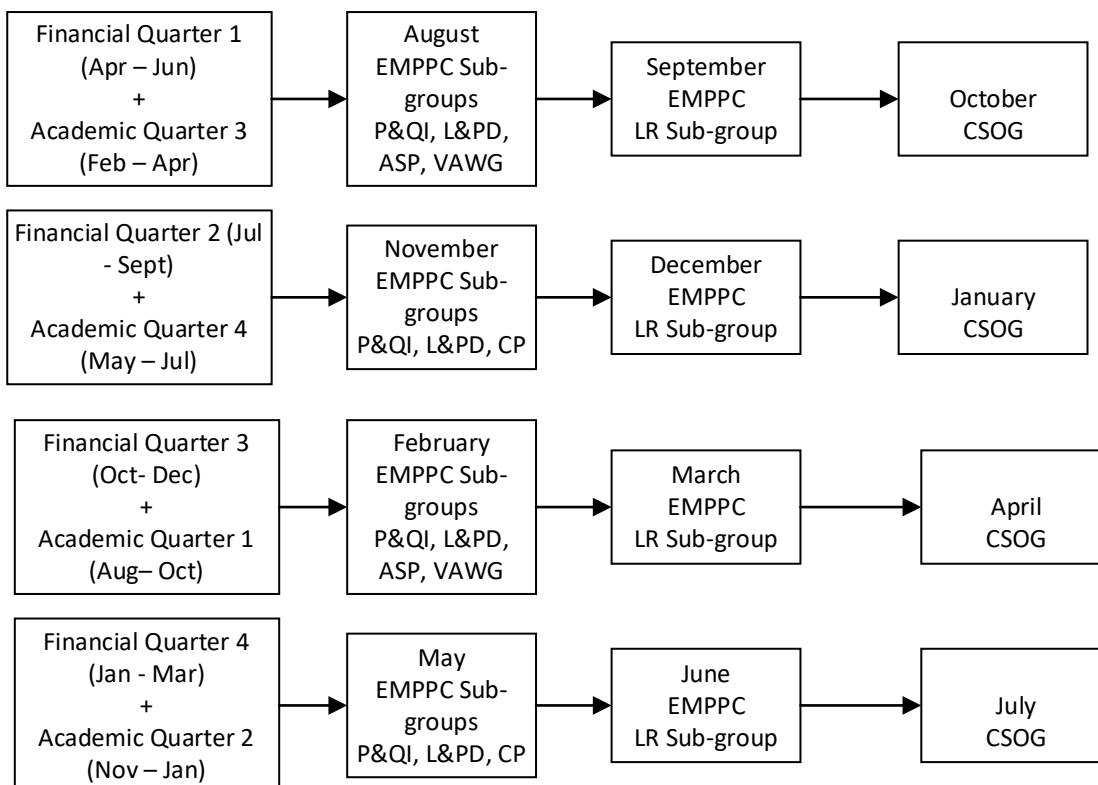 Financial Quarter 1
(Apr – Jun)
+
Academic Quarter 3
(Feb – Apr)
August
EMPPC Sub-
groups
P&QI, L&PD,
ASP, VAWG
September
EMPPC
LR Sub-group
October
CSOG
Financial Quarter 2 (Jul
- Sept)
+
Academic Quarter 4
(May – Jul)
November
EMPPC Sub-
groups
P&QI, L&PD, CP
December
EMPPC
LR Sub-group
January
CSOG
Financial Quarter 3
(Oct- Dec)
+
Academic Quarter 1
(Aug– Oct)
February
EMPPC Sub-
groups
P&QI, L&PD,
ASP, VAWG
March
EMPPC
LR Sub-group
April
CSOG
Financial Quarter 4
(Jan - Mar)
+
Academic Quarter 2
(Nov – Jan)
May
EMPPC Sub-
groups
P&QI, L&PD, CP
June
EMPPC
LR Sub-group
July
CSOG